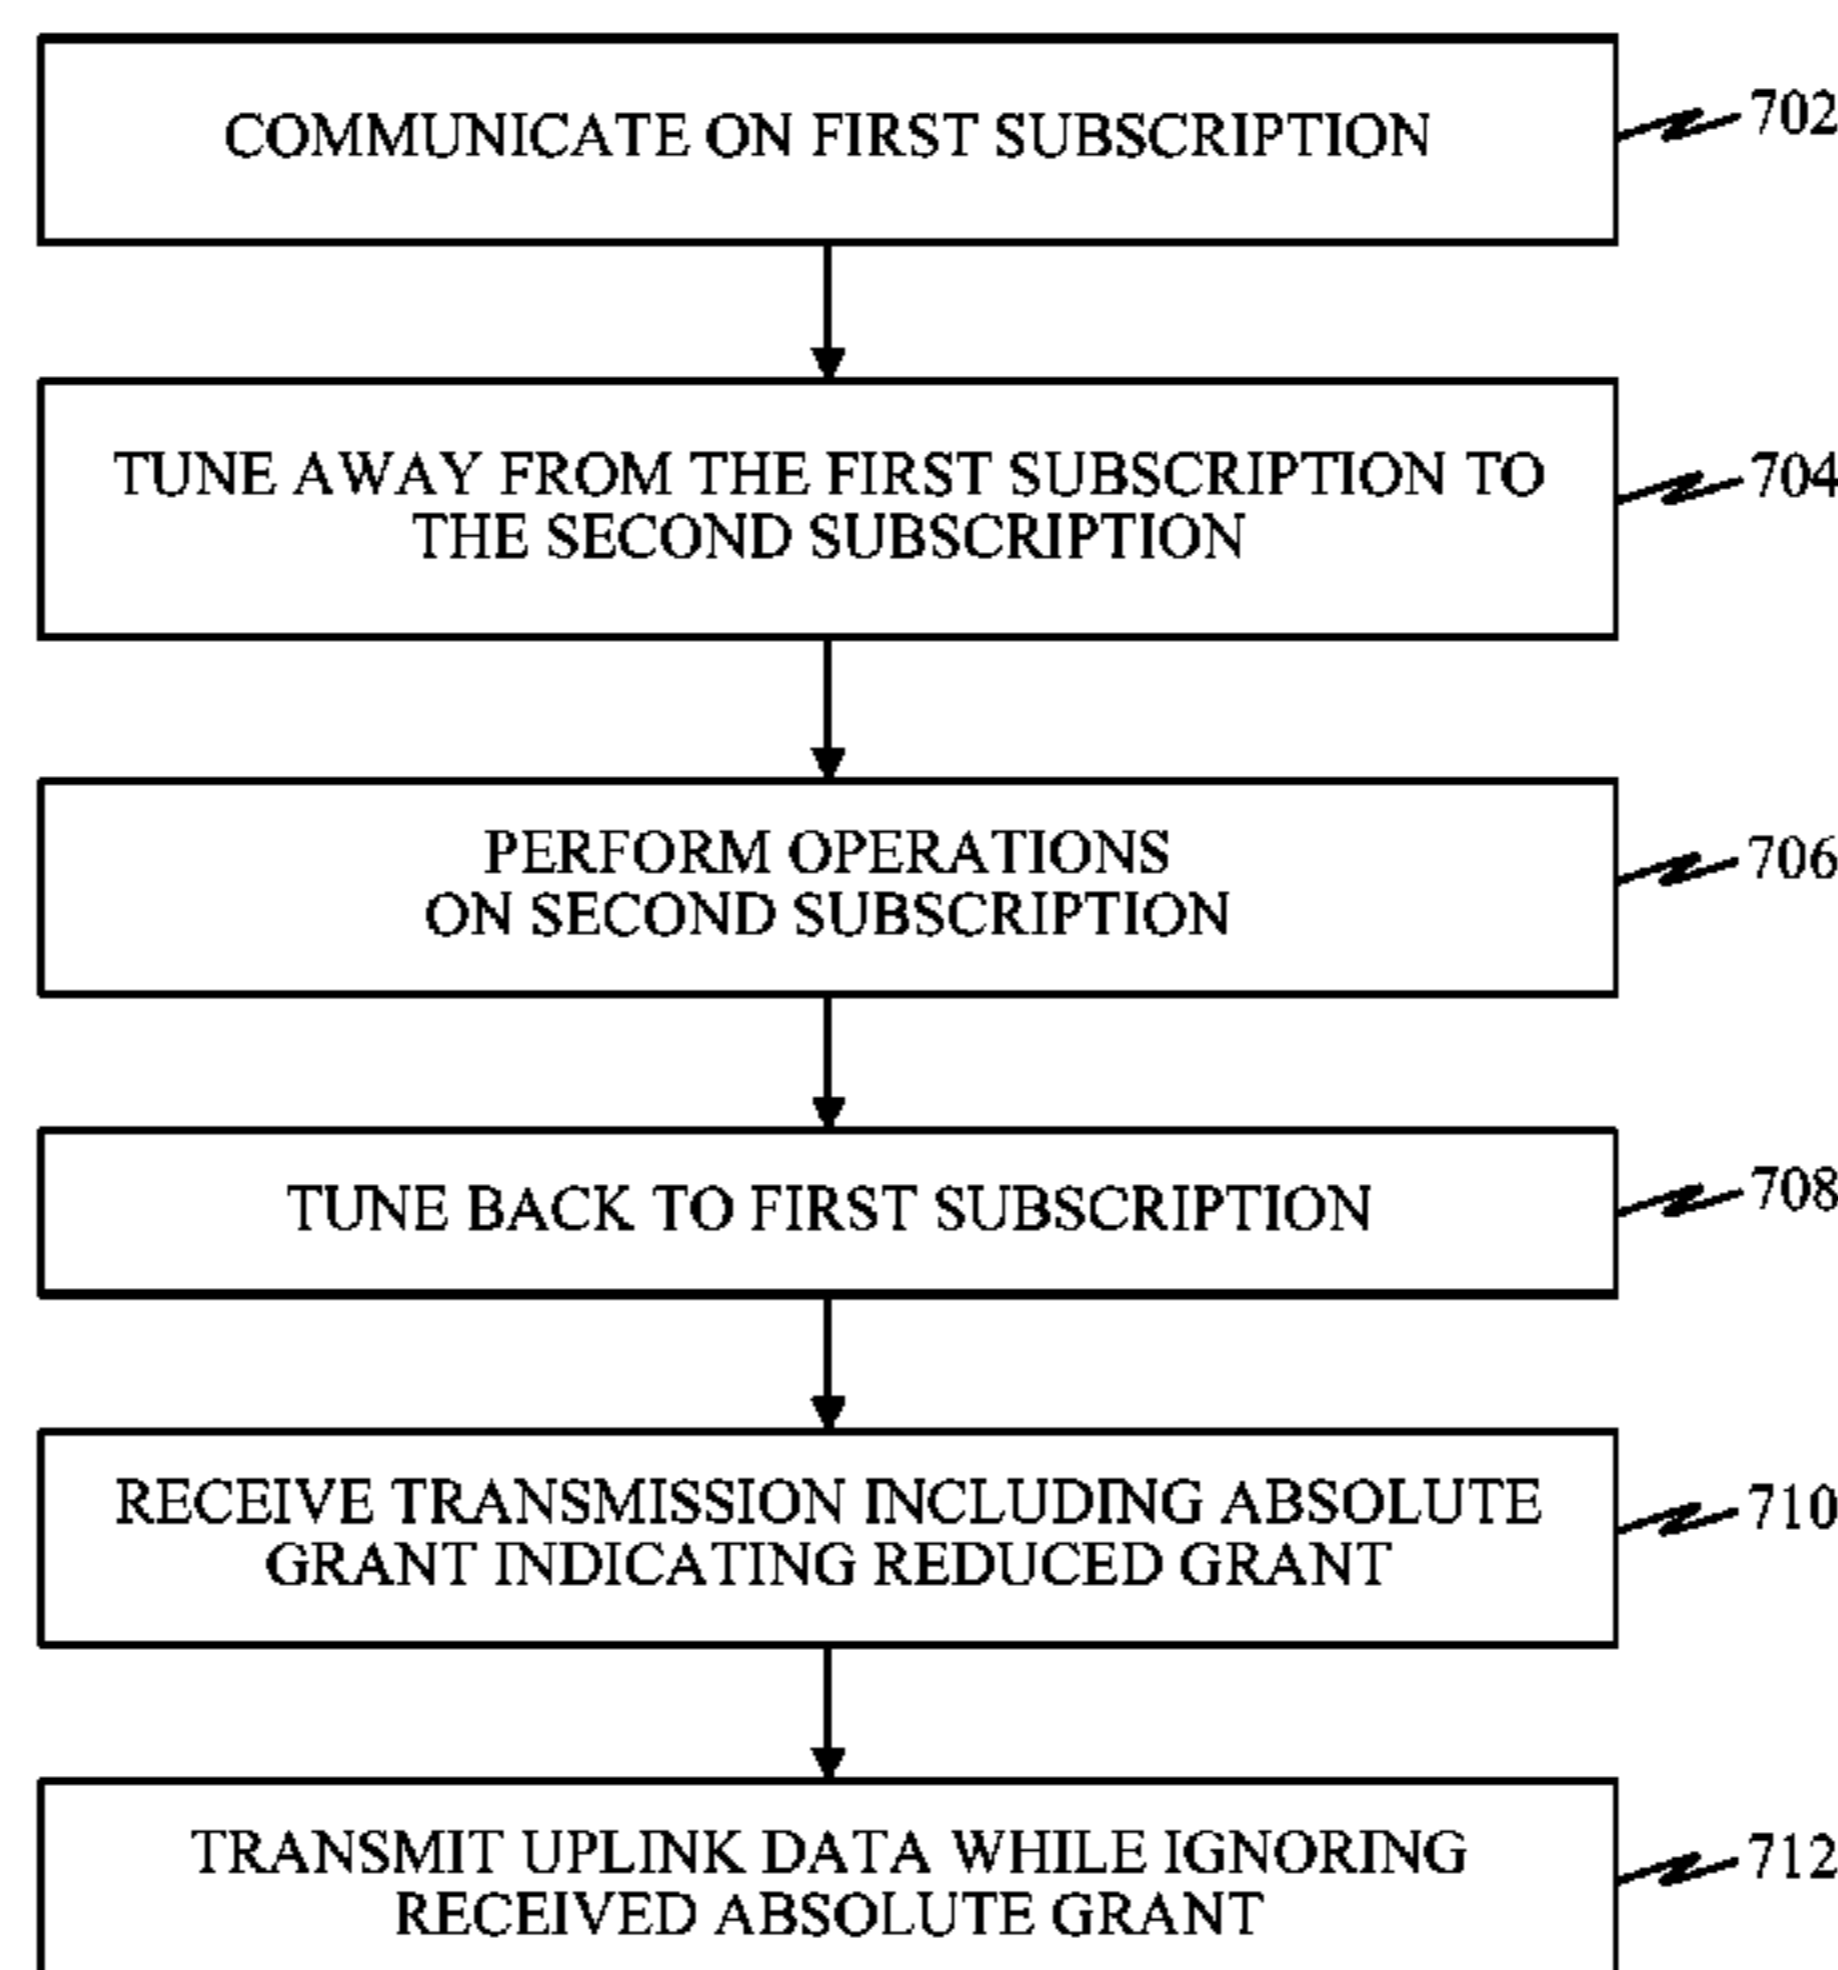 COMMUNICATE ON FIRST SUBSCRIPTION
702
TUNE AWAY FROM THE FIRST SUBSCRIPTION TO
THE SECOND SUBSCRIPTION
704
PERFORM OPERATIONS
ON SECOND SUBSCRIPTION
706
TUNE BACK TO FIRST SUBSCRIPTION
708
RECEIVE TRANSMISSION INCLUDING ABSOLUTE
GRANT INDICATING REDUCED GRANT
710
TRANSMIT UPLINK DATA WHILE IGNORING
RECEIVED ABSOLUTE GRANT
712